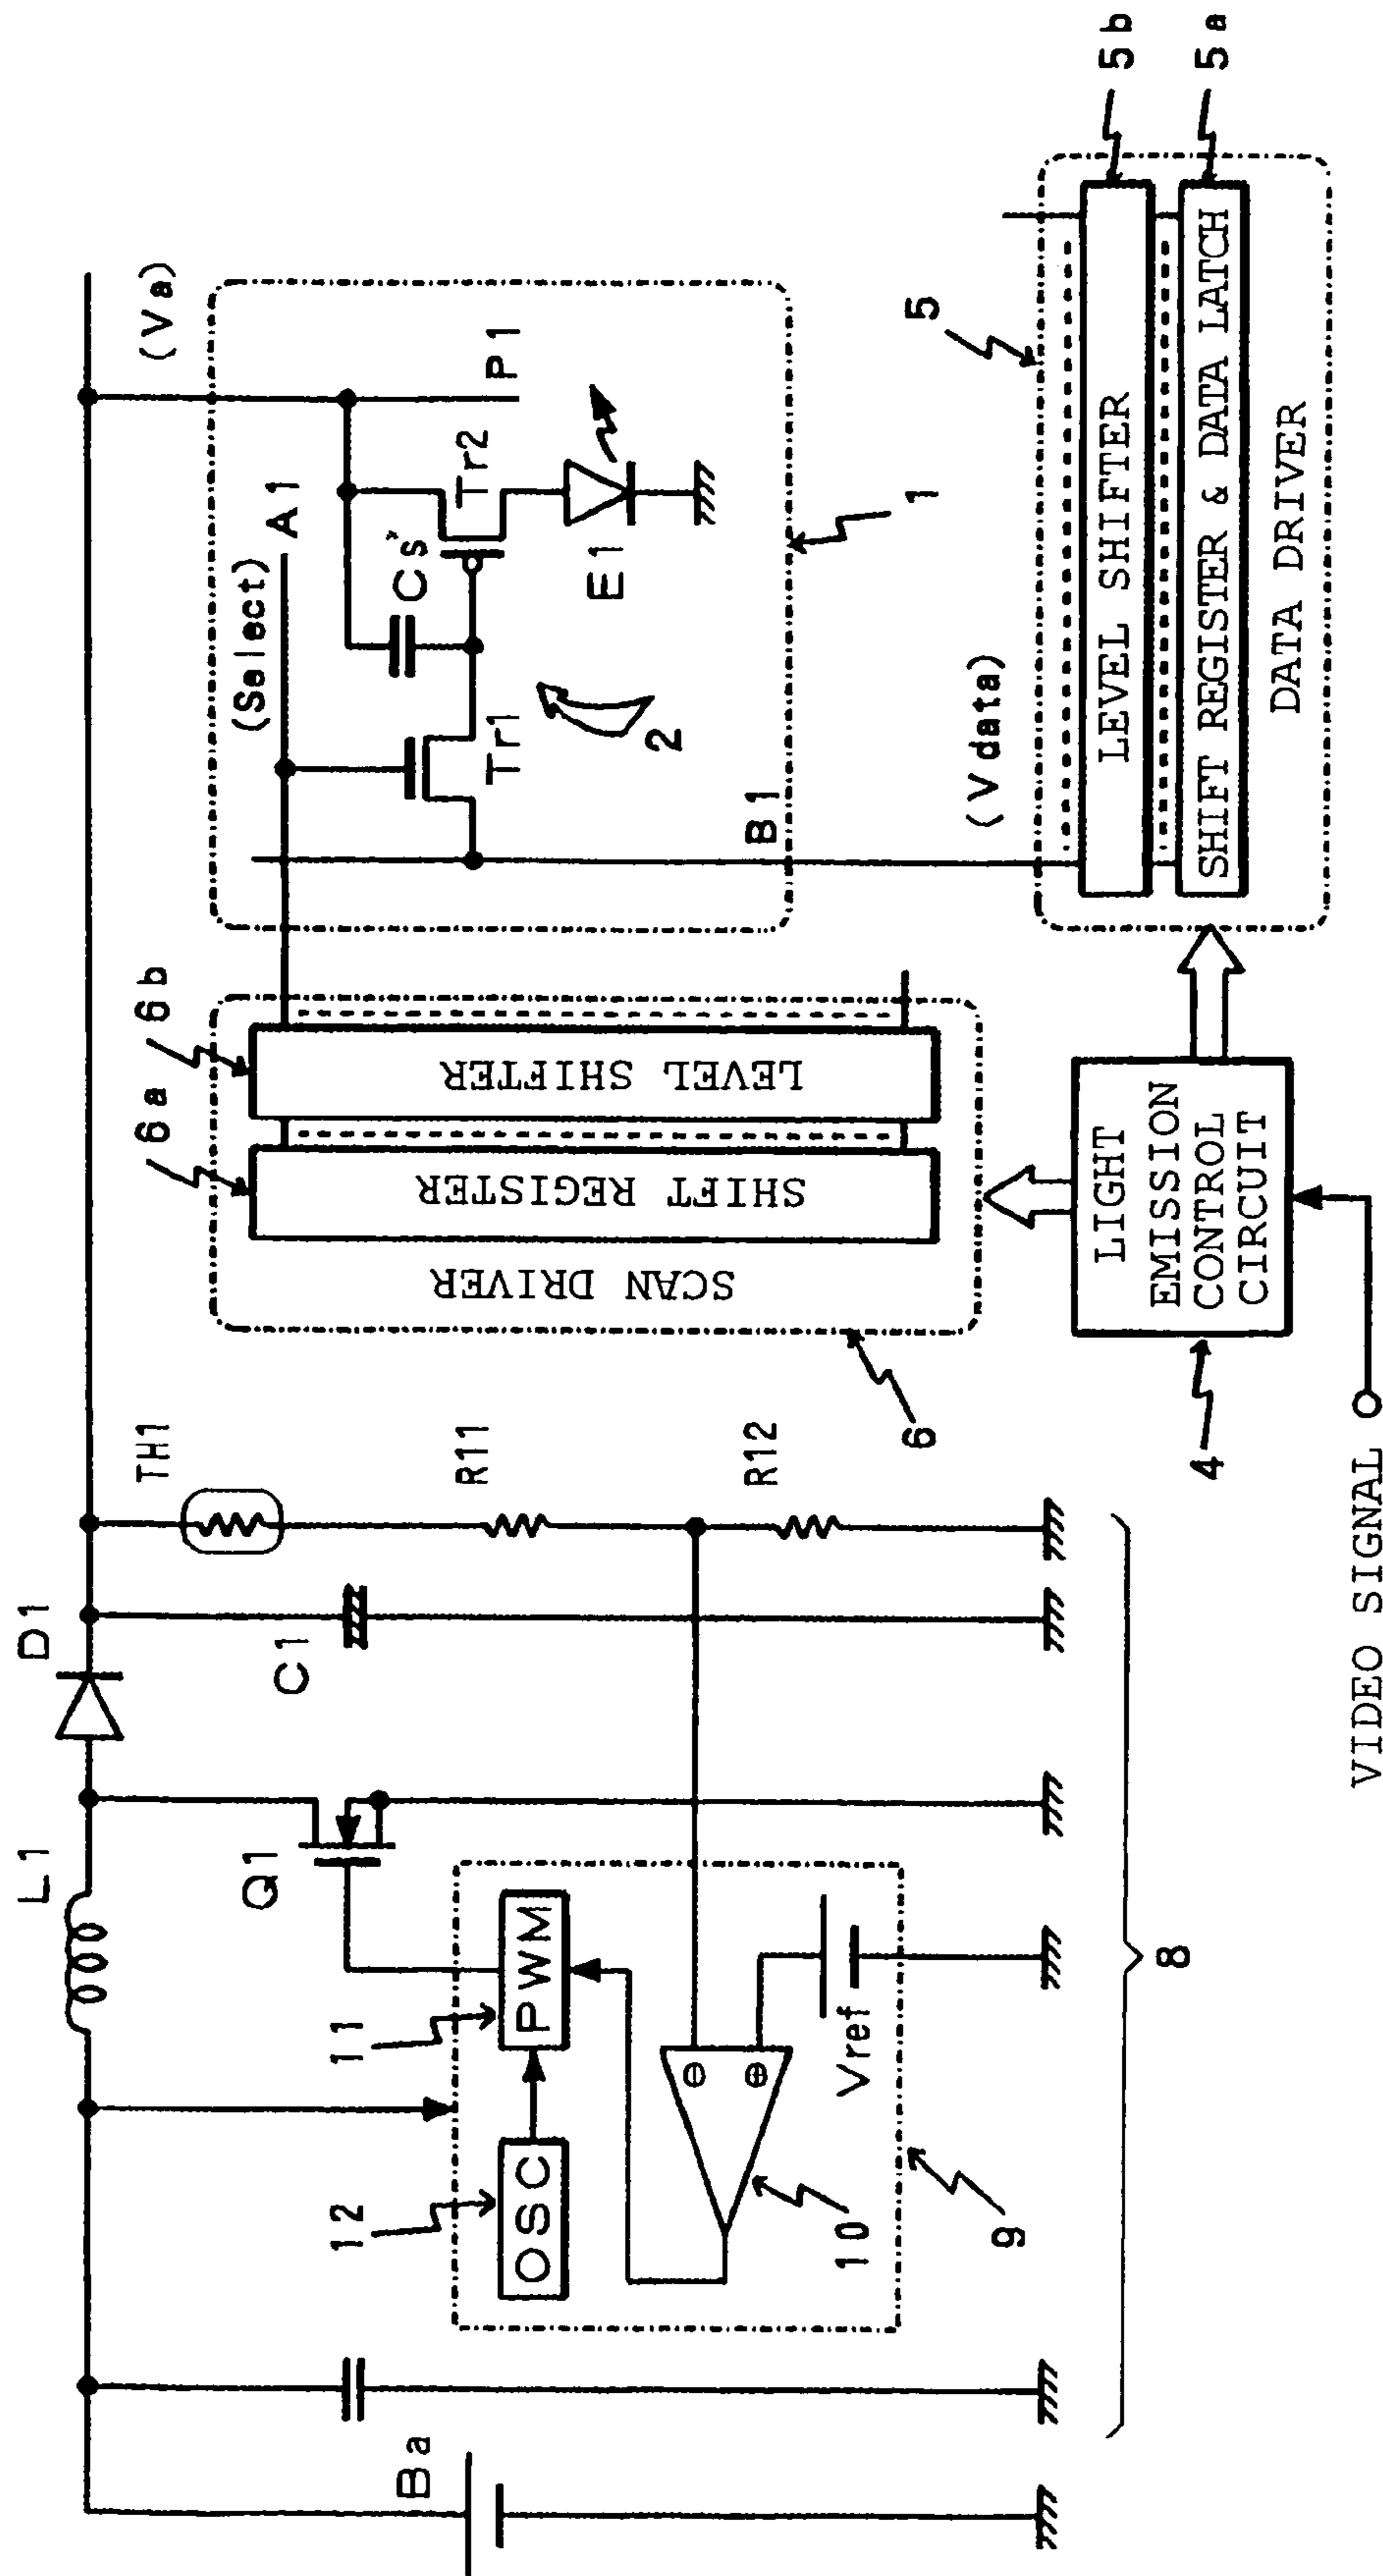 L1
D1
TH1
(Va)
Ba
12
11
Q1
C1
R11
R12
OSC
PWM
10
Vref
9
8
6a
6b
SHIFT REGISTER
LEVEL SHIFTER
SCAN DRIVER
6
(Select)
A1
Cs
Tr1
Tr2
P1
E1
2
B1
1
(Vdata)
5
LEVEL SHIFTER
SHIFT REGISTER & DATA LATCH
DATA DRIVER
5b
5a
LIGHT
EMISSION
CONTROL
CIRCUIT
4
VIDEO SIGNAL